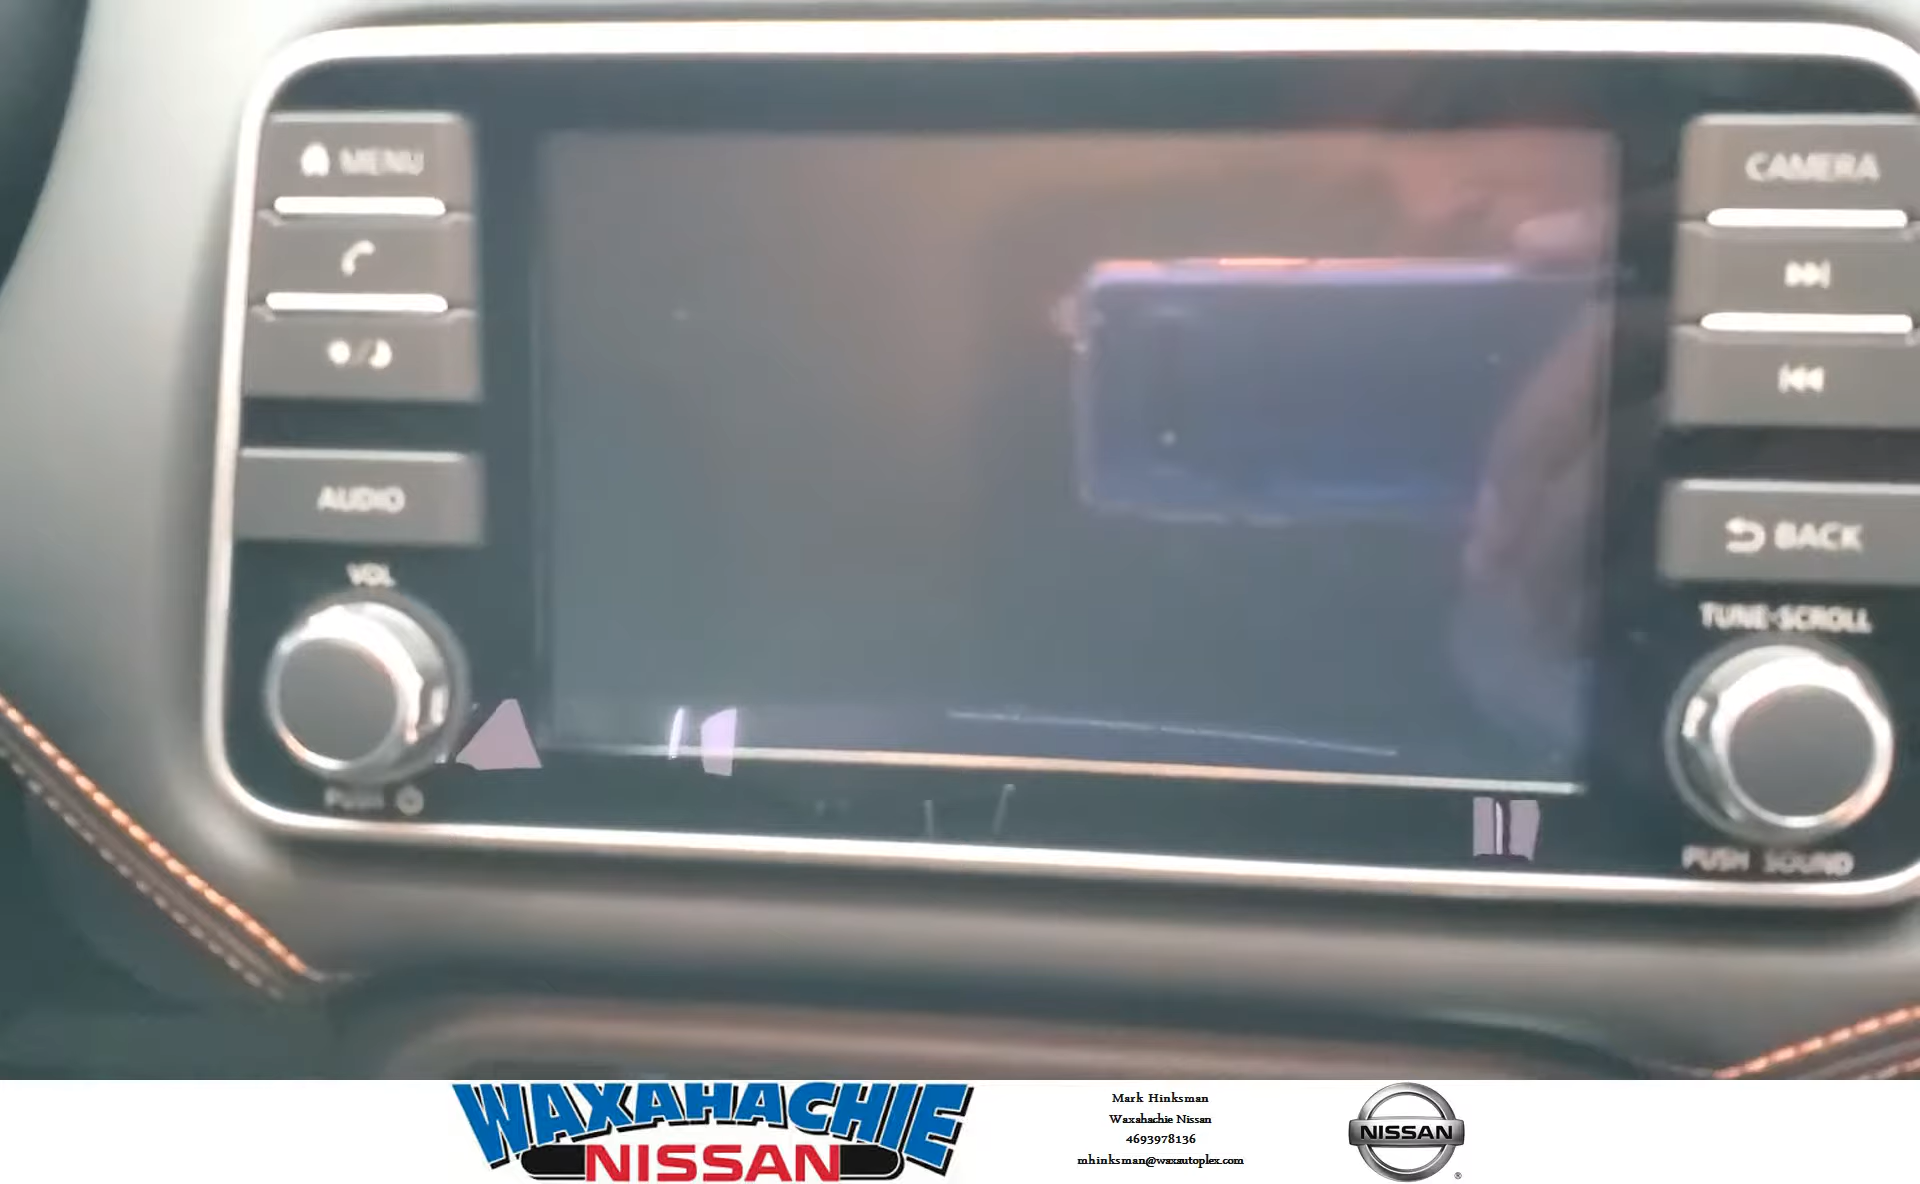 MENU
AUDIO
VOL
PUSH
CAMERA
BACK
TUNE·SCROLL
PUSH SOUND
WAXAHACHIE
NISSAN
Mark Hinksman
Waxahachie Nissan
4693978136
mhinksman@waxautoplex.com
NISSAN
®